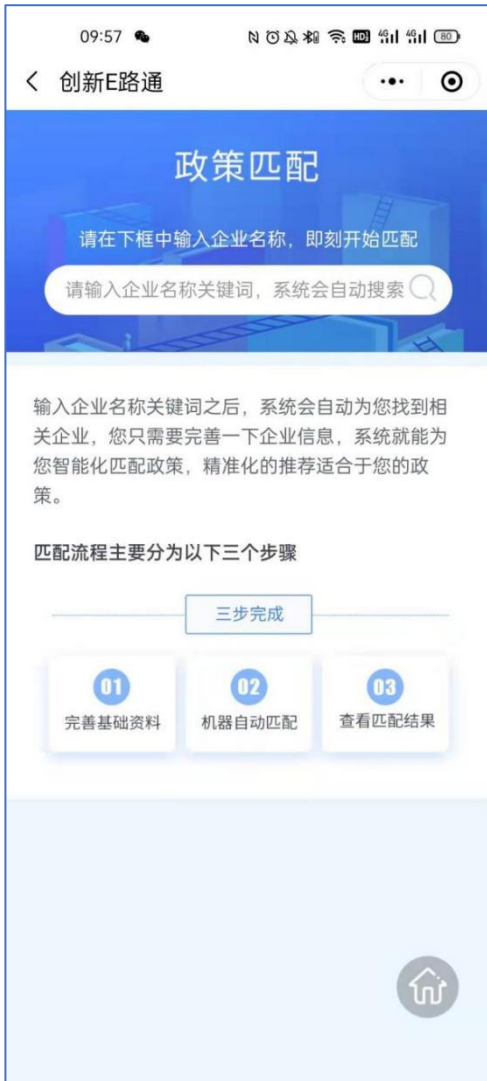 09:57
HD 4G 4G 80
创新E路通
政策匹配
请在下框中输入企业名称，即刻开始匹配
请输入企业名称关键词，系统会自动搜索
输入企业名称关键词之后，系统会自动为您找到相
关企业，您只需要完善一下企业信息，系统就能为
您智能化匹配政策，精准化的推荐适合于您的政
策。
匹配流程主要分为以下三个步骤
三步完成
01 02 03
完善基础资料 机器自动匹配 查看匹配结果